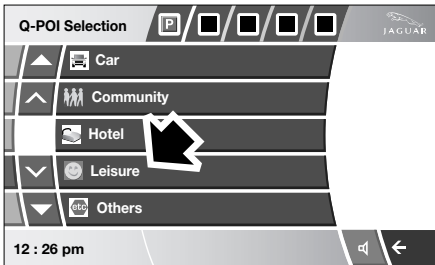 Q-POI Selection P
JAGUAR
Car
Community
Hotel
Leisure
etc Others
12 : 26 pm